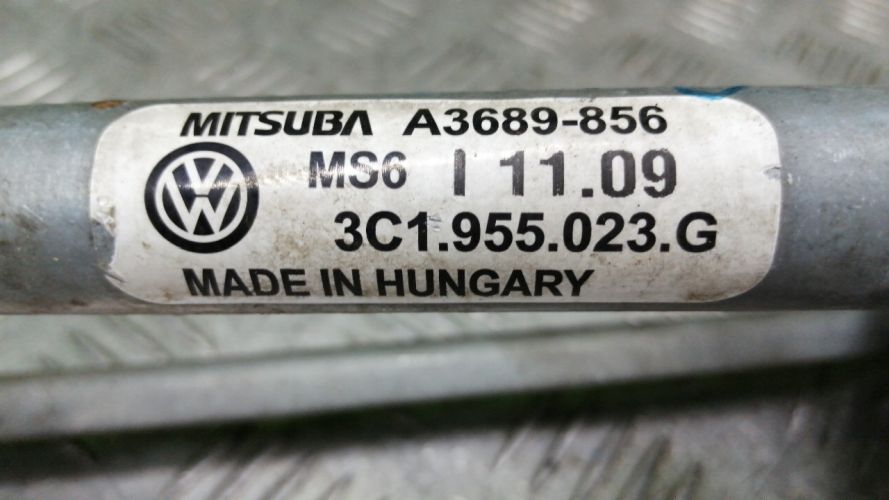 MITSUBA A3689-856
MS6 I 11.09
3C1.955.023.G
MADE IN HUNGARY